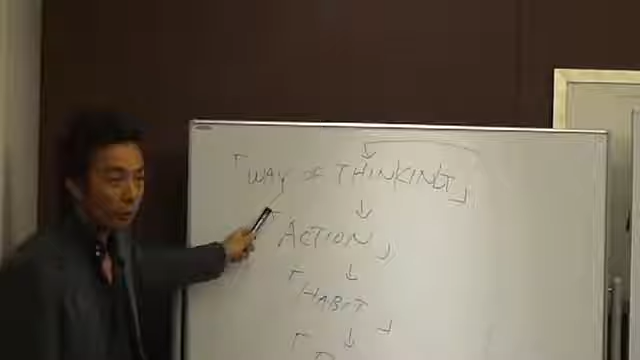 「WAY OF THINKING」
↓
「ACTION」
↓
「HABIT」
↓
「